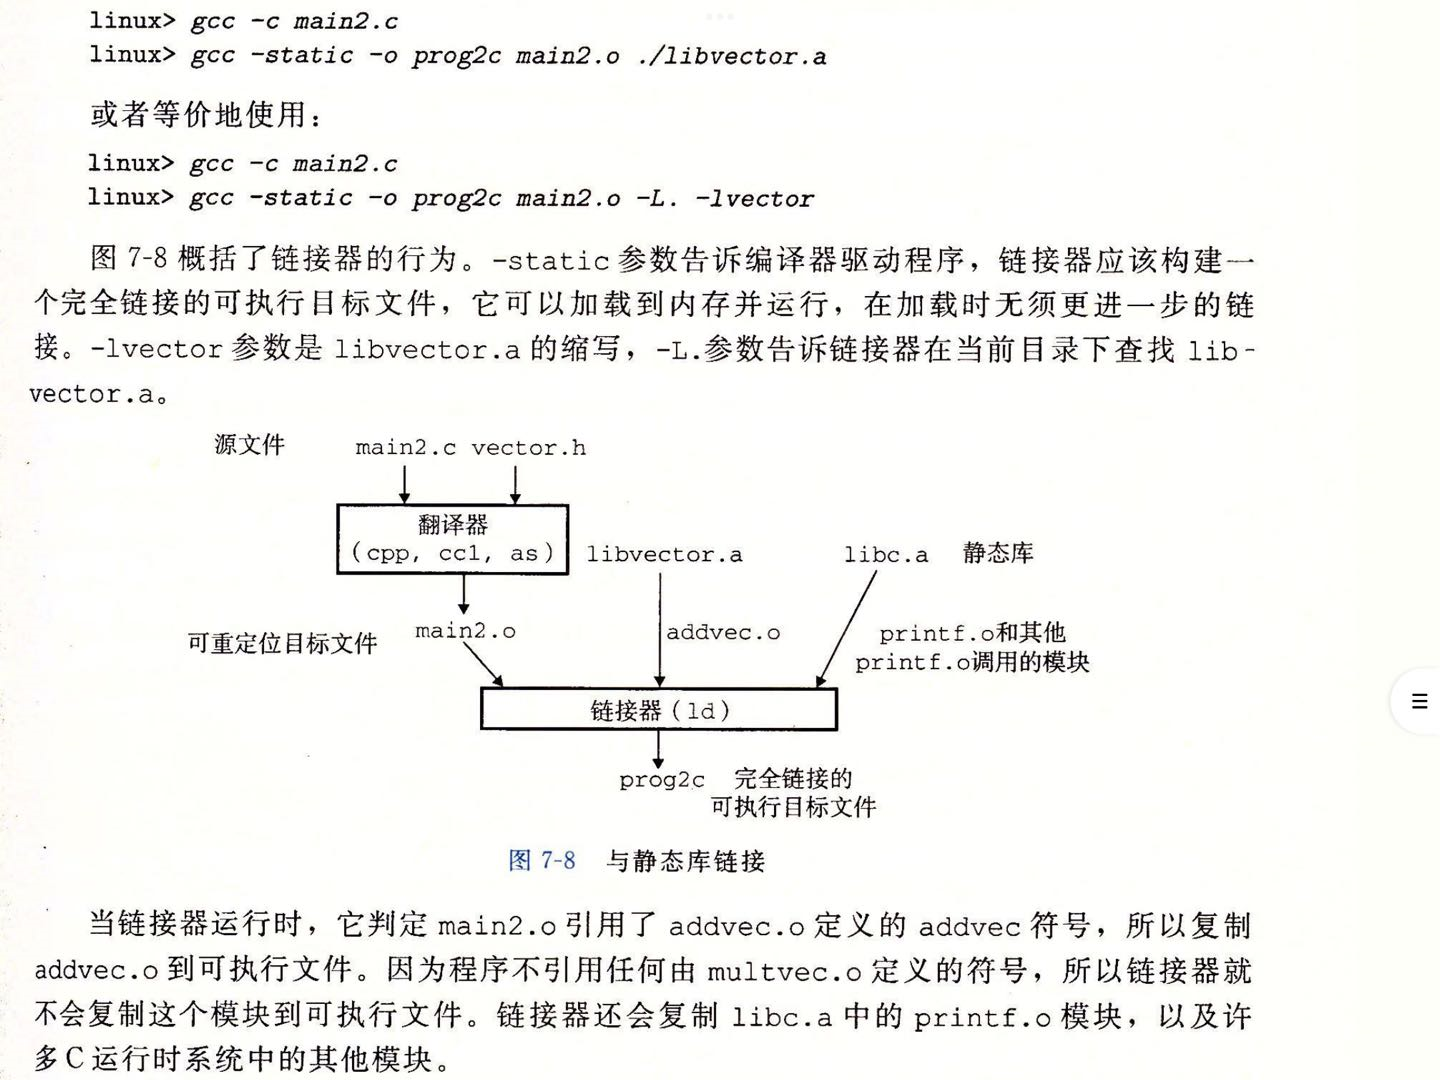 linux> gcc -c main2.c
linux> gcc -static -o prog2c main2.o ./libvector.a
或者等价地使用：
linux> gcc -c main2.c
linux> gcc -static -o prog2c main2.o -L. -lvector
图 7-8 概括了链接器的行为。-static 参数告诉编译器驱动程序，链接器应该构建一
个完全链接的可执行目标文件，它可以加载到内存并运行，在加载时无须更进一步的链
接。-lvector 参数是 libvector.a 的缩写，-L.参数告诉链接器在当前目录下查找 lib-
vector.a。
源文件 main2.c vector.h
翻译器
（cpp, cc1, as） libvector.a libc.a 静态库
可重定位目标文件 main2.o addvec.o printf.o和其他
printf.o调用的模块
链接器（ld）
prog2c 完全链接的
可执行目标文件
图 7-8 与静态库链接
当链接器运行时，它判定 main2.o 引用了 addvec.o 定义的 addvec 符号，所以复制
addvec.o 到可执行文件。因为程序不引用任何由 multvec.o 定义的符号，所以链接器就
不会复制这个模块到可执行文件。链接器还会复制 libc.a 中的 printf.o 模块，以及许
多 C 运行时系统中的其他模块。